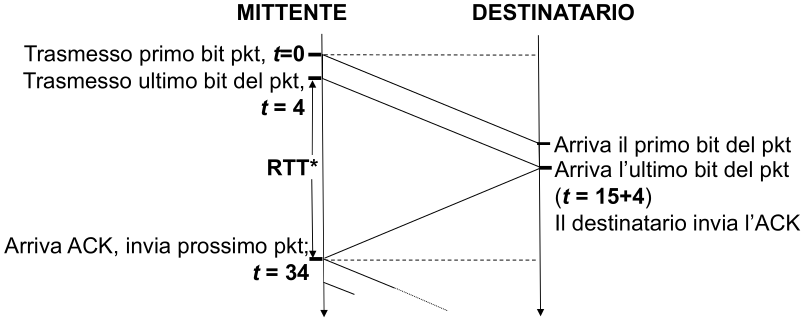 MITTENTE
DESTINATARIO
Trasmesso primo bit pkt, t=0
Trasmesso ultimo bit del pkt,
t = 4
RTT*
Arriva il primo bit del pkt
Arriva l'ultimo bit del pkt
(t = 15+4)
Il destinatario invia l'ACK
Arriva ACK, invia prossimo pkt;
t = 34